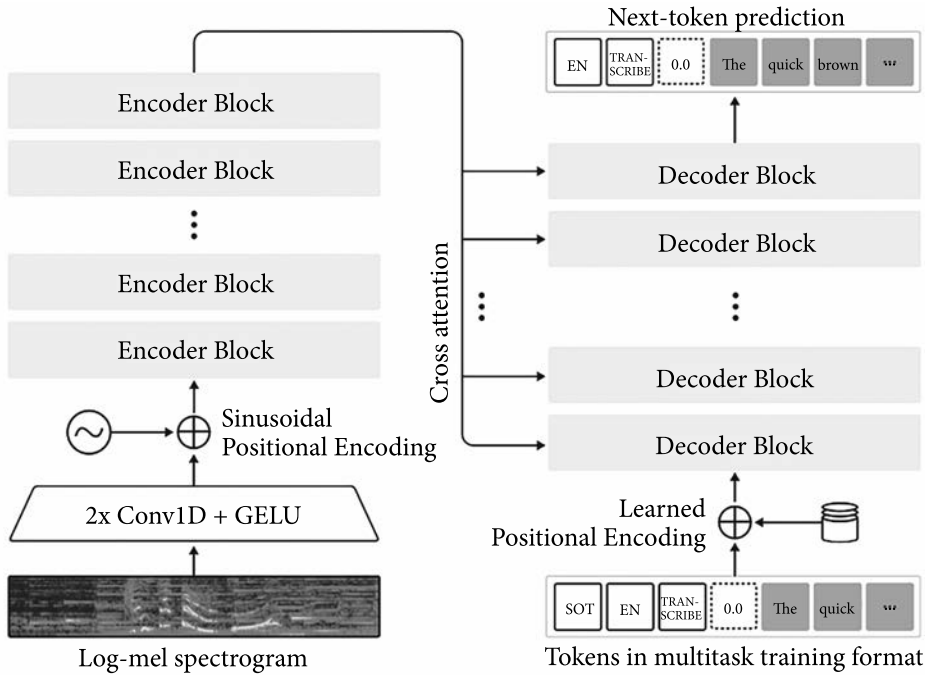 Next-token prediction
EN
TRAN-
SCRIBE
0.0
The
quick
brown
...
Encoder Block
Encoder Block
Encoder Block
Encoder Block
Sinusoidal
Positional Encoding
2x Conv1D + GELU
Log-mel spectrogram
Cross attention
Decoder Block
Decoder Block
Decoder Block
Decoder Block
Learned
Positional Encoding
SOT
EN
TRAN-
SCRIBE
0.0
The
quick
...
Tokens in multitask training format